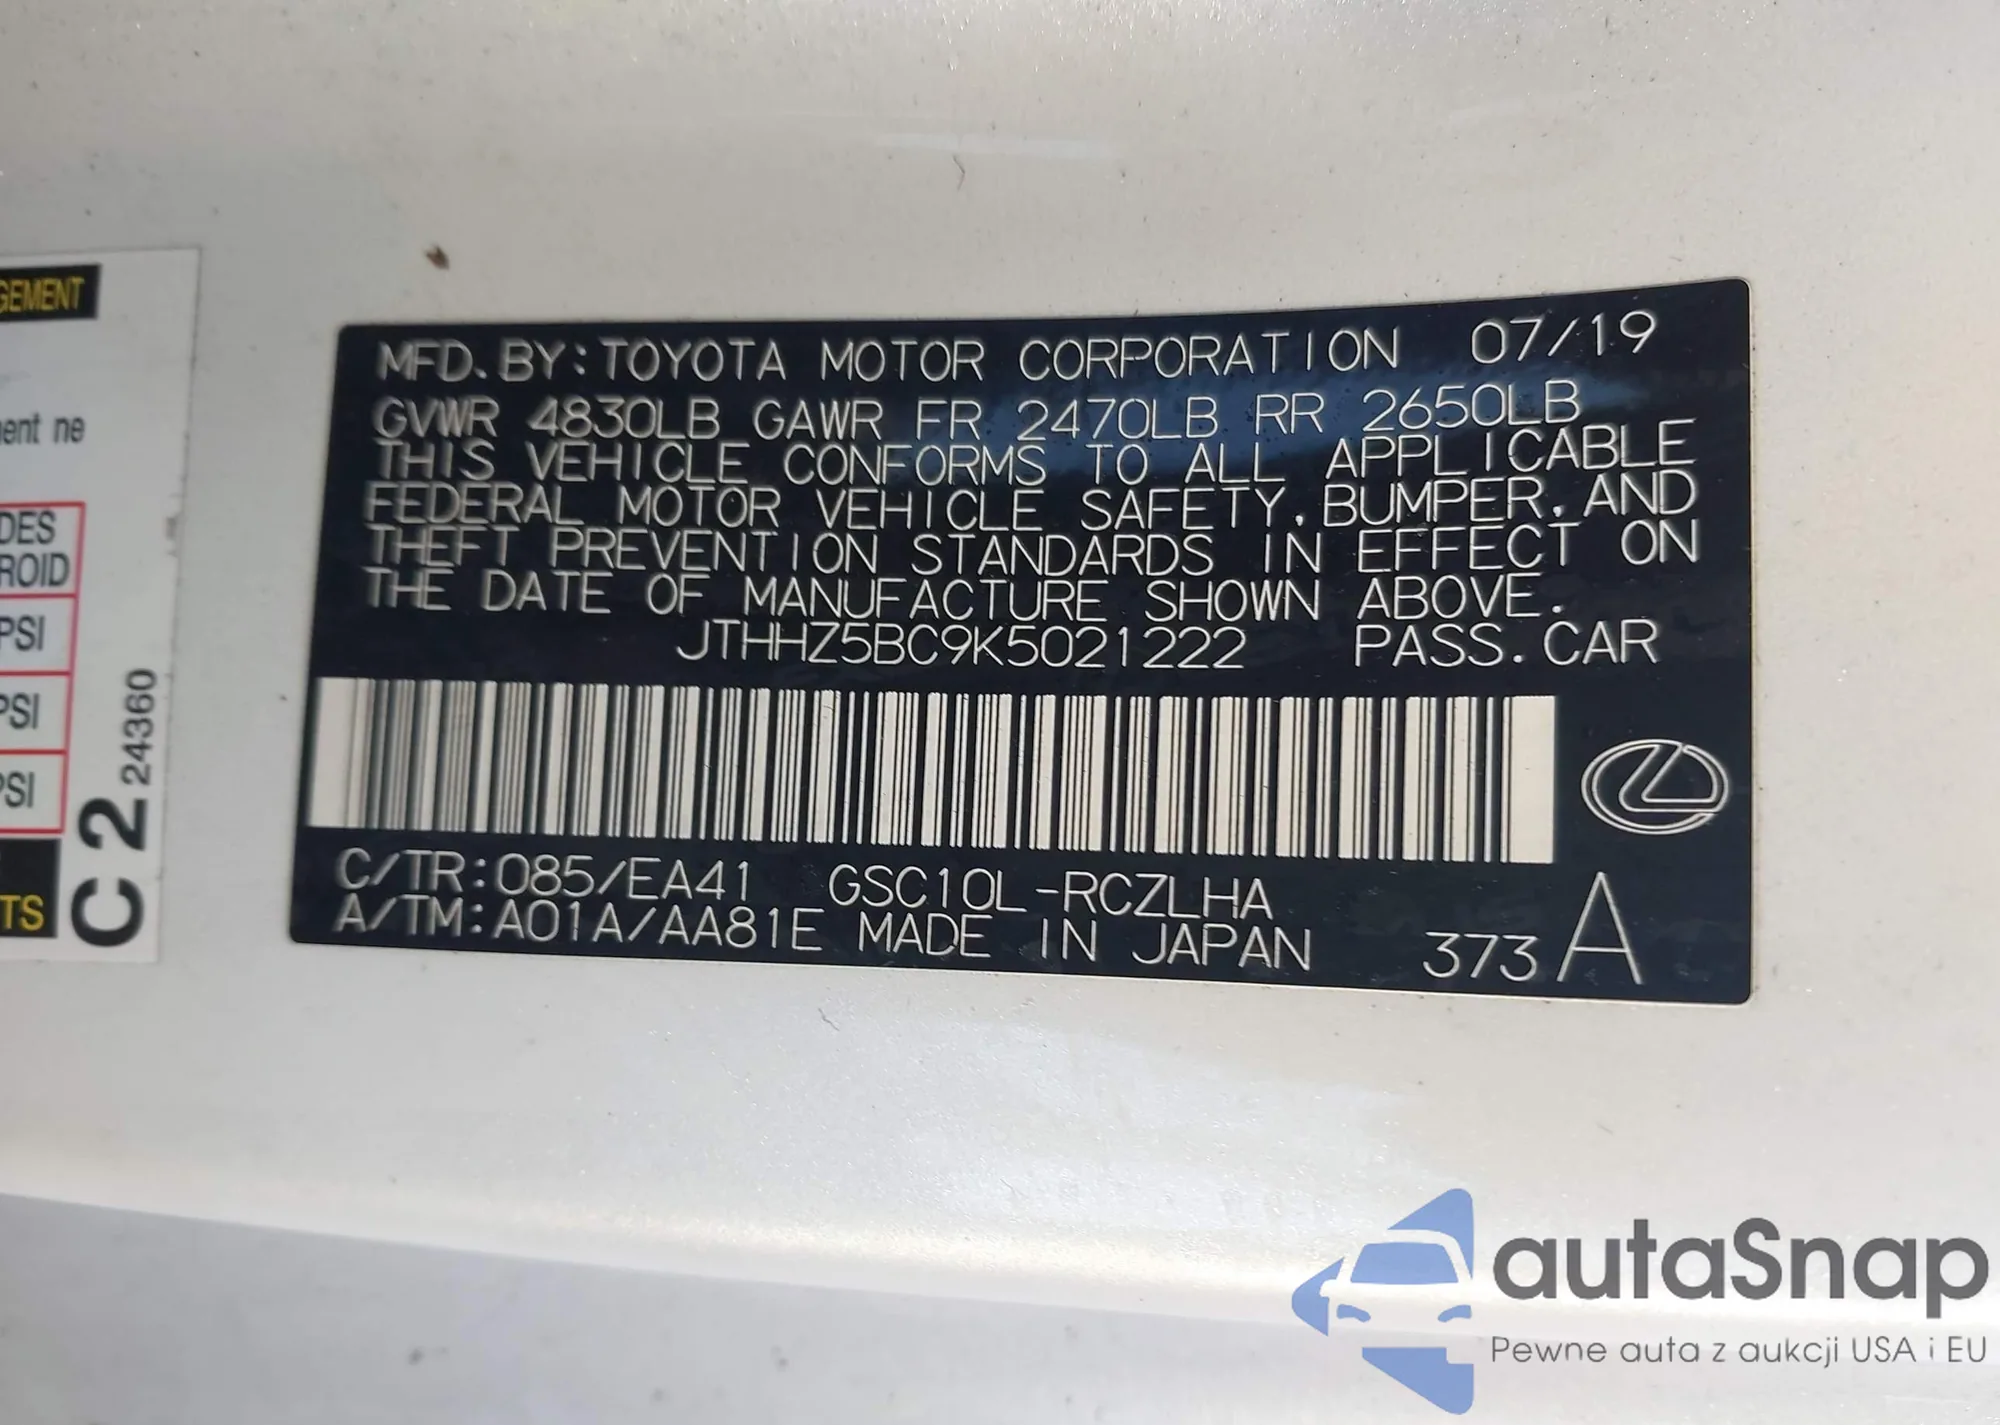 GEMENT
ent ne
DES
ROID
PSI
PSI
PSI
TS
C 2 24360
MFD. BY: TOYOTA MOTOR CORPORATION 07/19
GVWR 4830LB GAWR FR 2470LB RR 2650LB
THIS VEHICLE CONFORMS TO ALL APPLICABLE
FEDERAL MOTOR VEHICLE SAFETY, BUMPER, AND
THEFT PREVENTION STANDARDS IN EFFECT ON
THE DATE OF MANUFACTURE SHOWN ABOVE.
JTHHZ5BC9K5021222 PASS. CAR
C/TR: 085/EA41 GSC10L-RCZLHA
A/TM: A01A/AA81E MADE IN JAPAN 373 A
autaSnap
Pewne auta z aukcji USA i EU